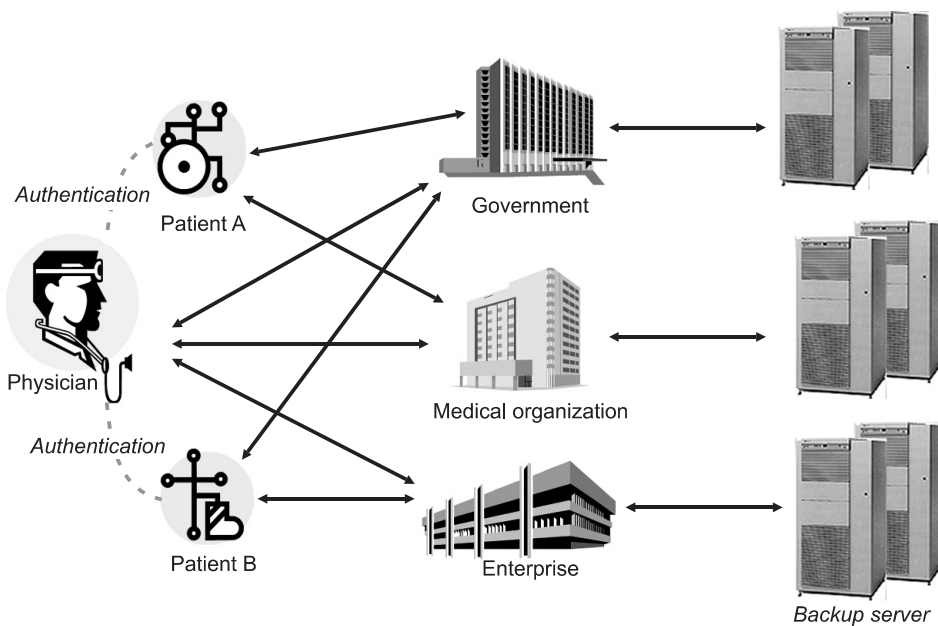 Authentication
Patient A
Government
Physician
Medical organization
Authentication
Patient B
Enterprise
Backup server